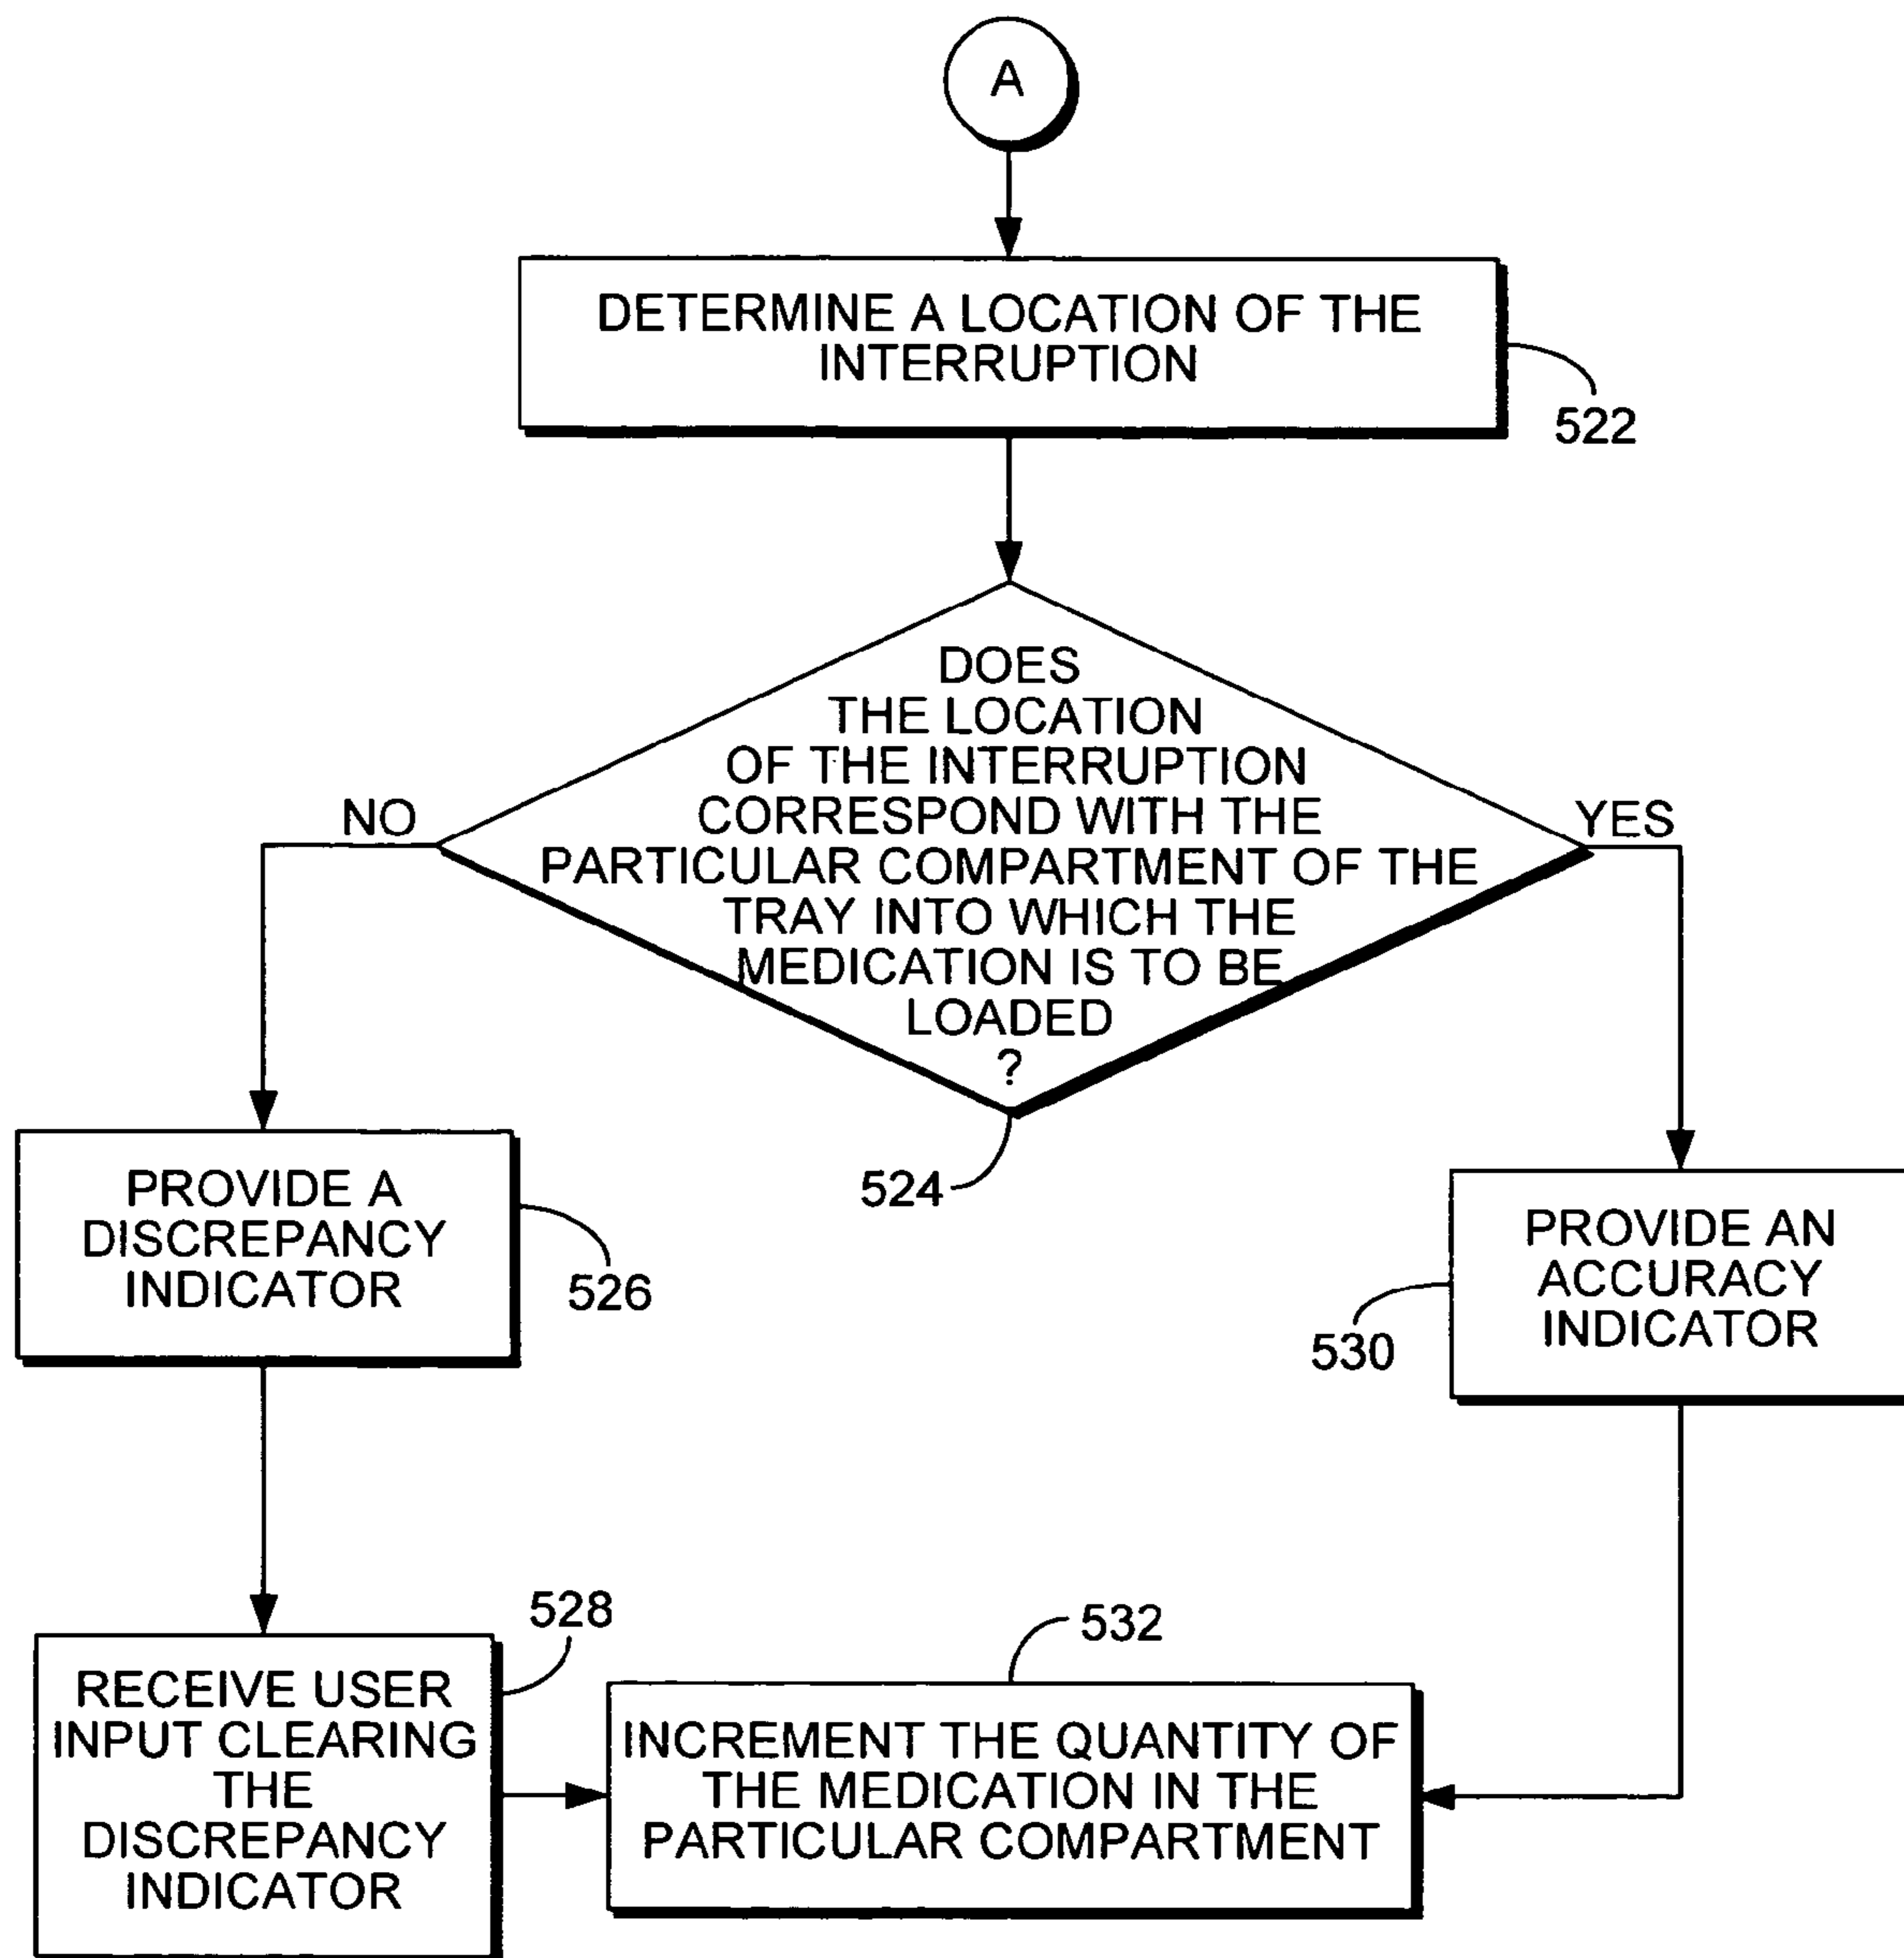 A
DETERMINE A LOCATION OF THE
INTERRUPTION
522
DOES
THE LOCATION
OF THE INTERRUPTION
CORRESPOND WITH THE
PARTICULAR COMPARTMENT OF THE
TRAY INTO WHICH THE
MEDICATION IS TO BE
LOADED
?
NO
YES
524
PROVIDE A
DISCREPANCY
INDICATOR
526
PROVIDE AN
ACCURACY
INDICATOR
530
RECEIVE USER
INPUT CLEARING
THE
DISCREPANCY
INDICATOR
528
INCREMENT THE QUANTITY OF
THE MEDICATION IN THE
PARTICULAR COMPARTMENT
532